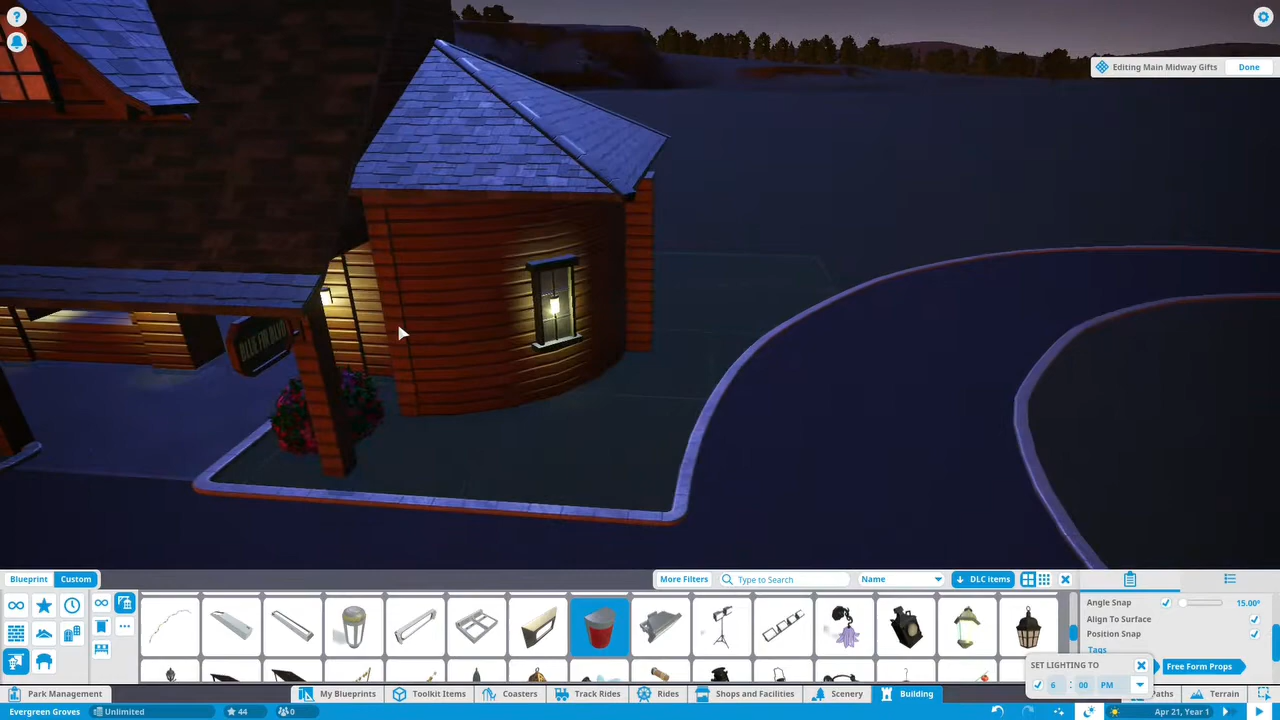 ?
Editing Main Midway Gifts
Done
BLUE FIN
Blueprint
Custom
More Filters
Type to Search
Name
DLC items
Angle Snap
15.00°
Align To Surface
Position Snap
Tags
SET LIGHTING TO
6 : 00 PM
Free Form Props
Park Management
My Blueprints
Toolkit Items
Coasters
Track Rides
Rides
Shops and Facilities
Scenery
Building
Paths
Terrain
Evergreen Groves
Unlimited
44
0
Apr 21, Year 1